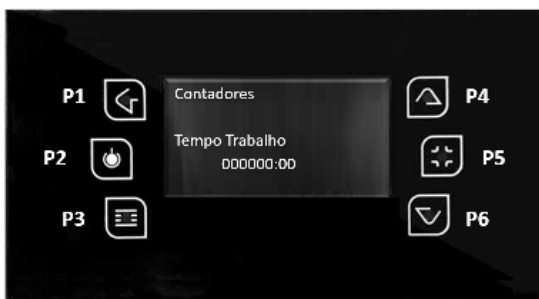 P1
Contadores
P4
Tempo Trabalho
P2
000000:00
P5
P3
P6